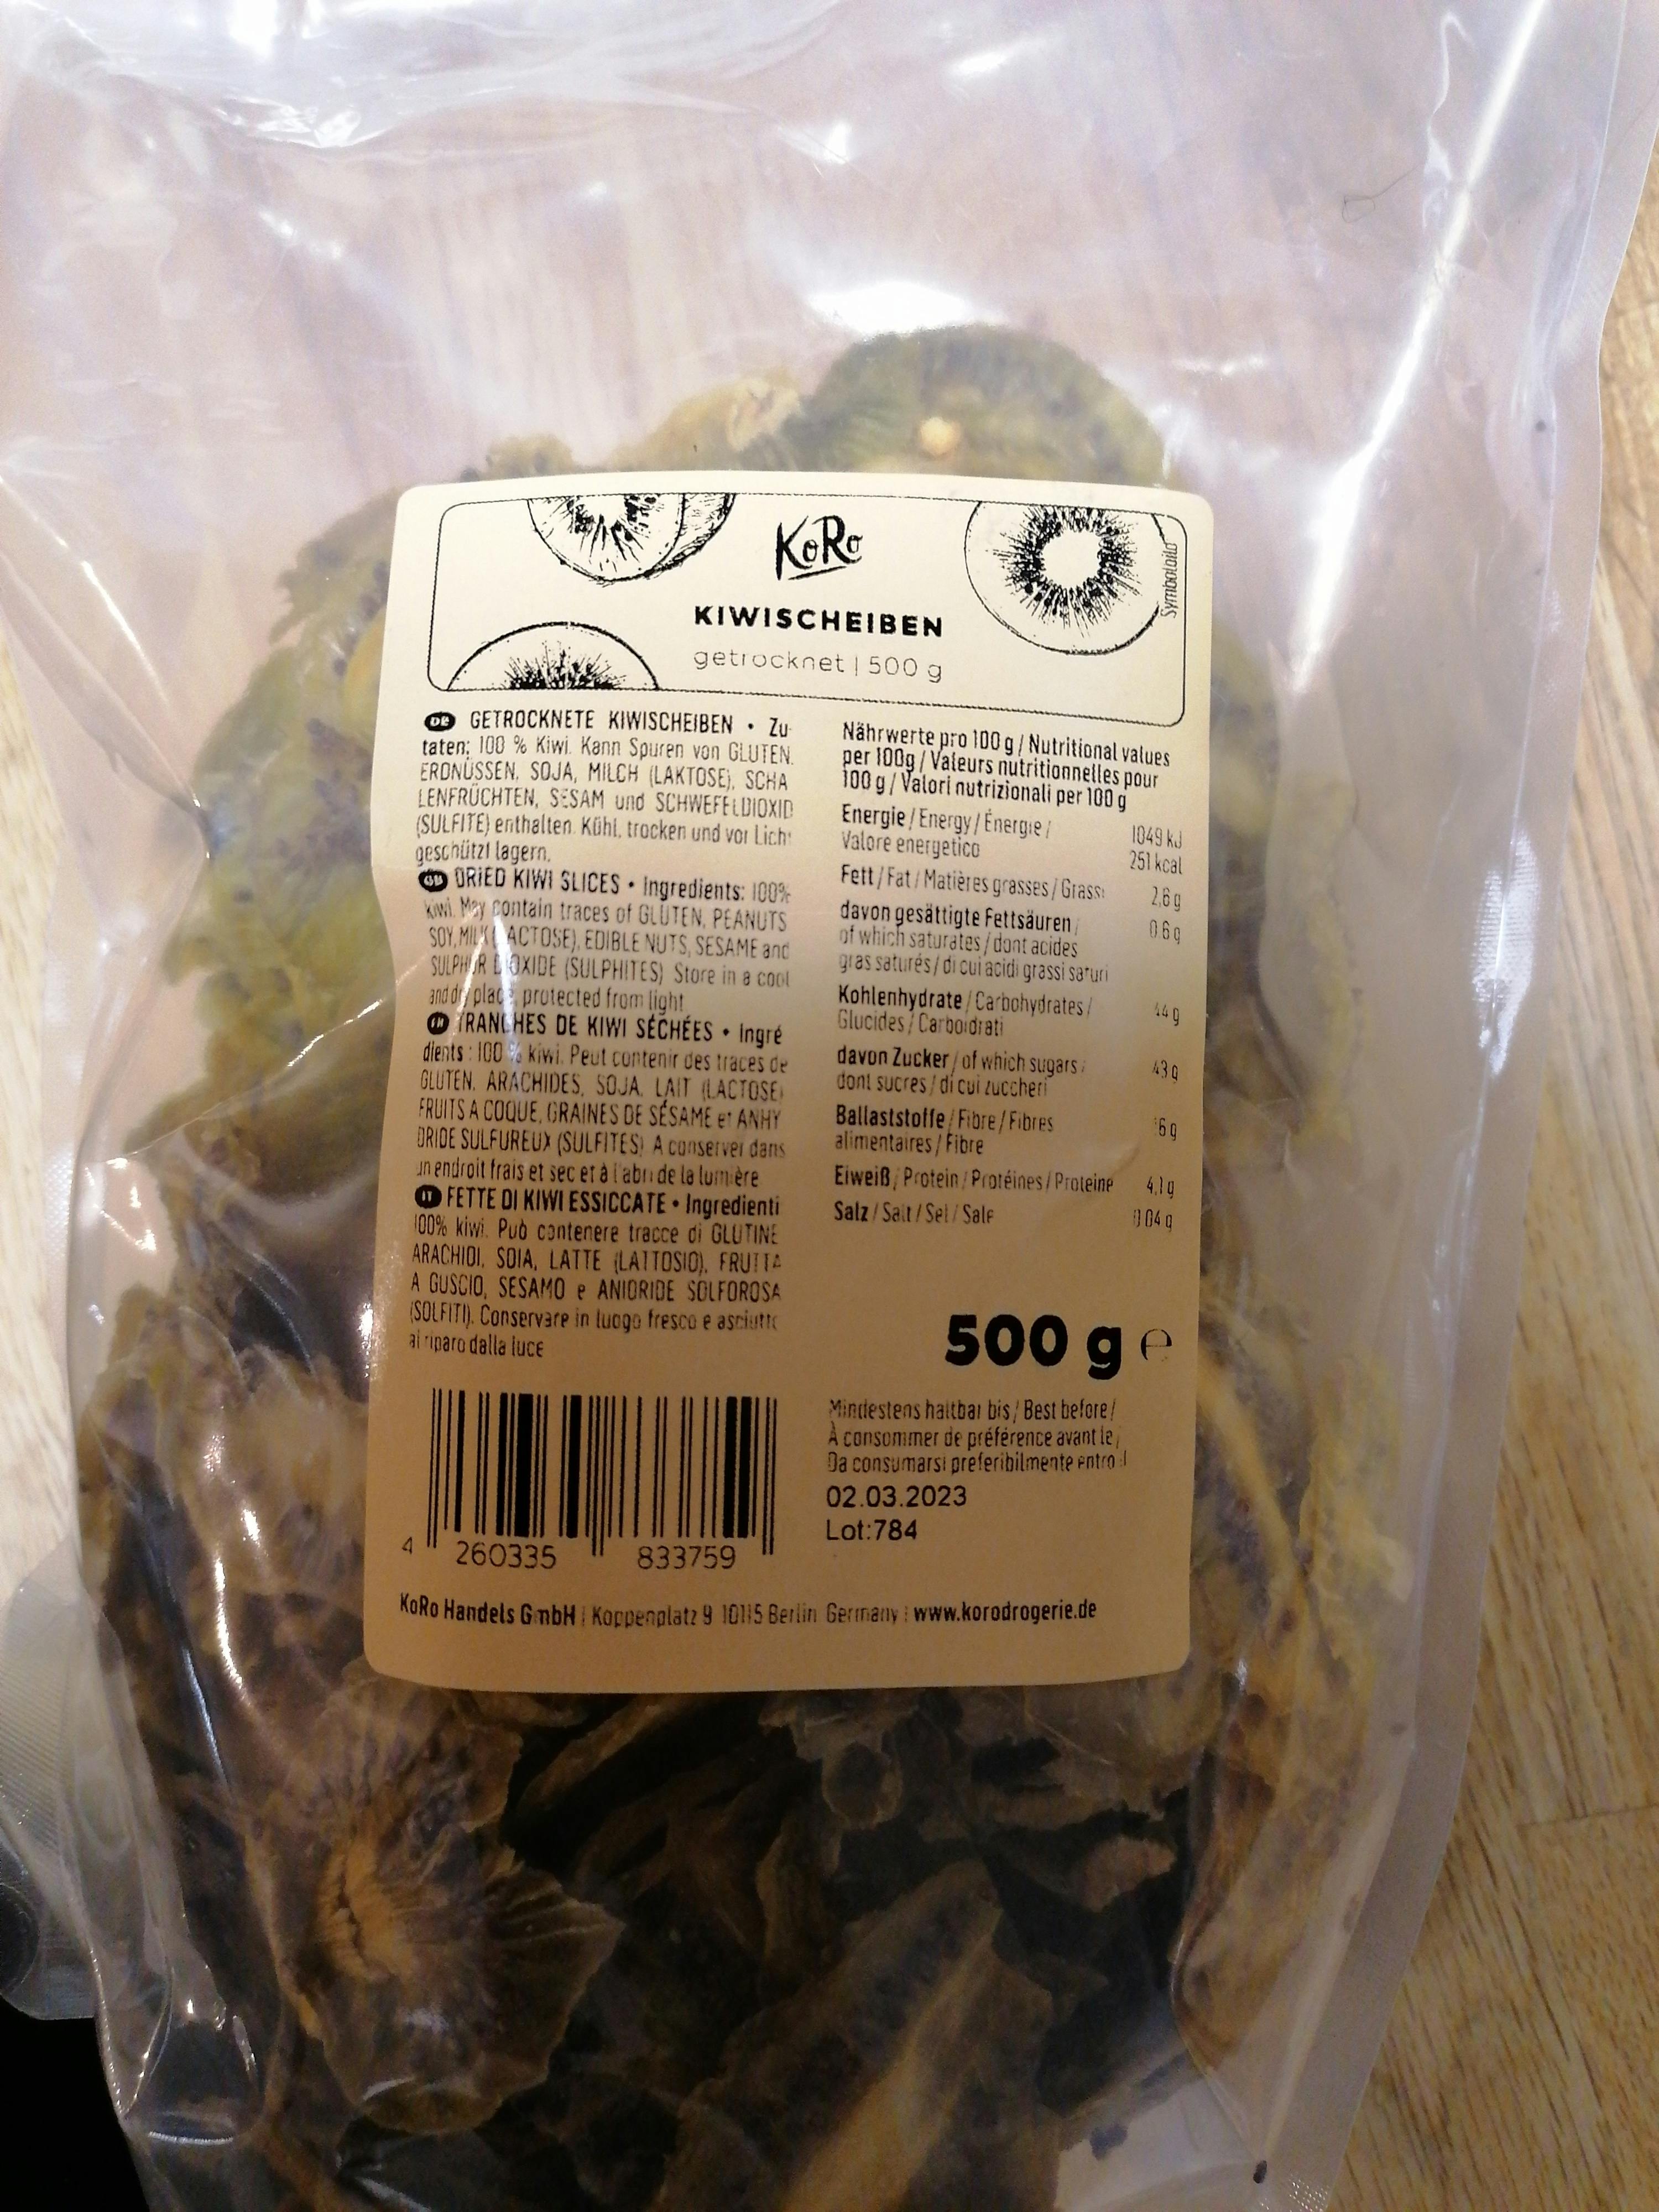 KoRo
Symbolbild
KIWISCHEIBEN
getrocknet | 500 g
DE GETROCKNETE KIWISCHEIBEN • Zu-
taten: 100 % Kiwi. Kann Spuren von GLUTEN,
ERDNÜSSEN, SOJA, MILCH (LAKTOSE), SCHA
LENFRÜCHTEN, SESAM und SCHWEFELDIOXID
(SULFITE) enthalten. Kühl, trocken und vor Licht
geschützt lagern.
GB DRIED KIWI SLICES • Ingredients: 100%
kiwi. May contain traces of GLUTEN, PEANUTS
SOY, MILK (LACTOSE), EDIBLE NUTS, SESAME and
SULPHUR DIOXIDE (SULPHITES) Store in a cool
and dry place, protected from light
TRANCHES DE KIWI SÉCHÉES • Ingré
dients : 100 % kiwi. Peut contenir des traces de
GLUTEN, ARACHIDES, SOJA, LAIT (LACTOSE)
FRUITS A COQUE, GRAINES DE SÉSAME et ANHY
DRIDE SULFUREUX (SULFITES) A conserver dans
un endroit frais et sec et à l'abri de la lumière
IT FETTE DI KIWI ESSICCATE • Ingredienti
100% kiwi. Può contenere tracce di GLUTINE
ARACHIDI, SOIA, LATTE (LATTOSIO), FRUTTA
A GUSCIO, SESAMO e ANIDRIDE SOLFOROSA
(SOLFITI). Conservare in luogo fresco e asciutto
al riparo dalla luce
Nährwerte pro 100 g / Nutritional values
per 100g / Valeurs nutritionnelles pour
100 g / Valori nutrizionali per 100 g
Energie / Energy / Énergie / 1049 kJ
Valore energetico 251 kcal
Fett / Fat / Matières grasses / Grassi 2,6 g
davon gesättigte Fettsäuren / 0,6 g
of which saturates / dont acides
gras saturés / di cui acidi grassi saturi
Kohlenhydrate / Carbohydrates / 44 g
Glucides / Carboidrati
davon Zucker / of which sugars / 43 g
dont sucres / di cui zuccheri
Ballaststoffe / Fibre / Fibres
alimentaires / Fibre
Eiweiß / Protein / Protéines / Proteine 4,1 g
Salz / Salt / Sel / Sale 0,04 g
500 g e
Mindestens haltbar bis / Best before /
À consommer de préférence avant le /
Da consumarsi preferibilmente entro il
02.03.2023
Lot:784
4 260335 833759
KoRo Handels GmbH | Koppenplatz 9 10115 Berlin Germany | www.korodrogerie.de